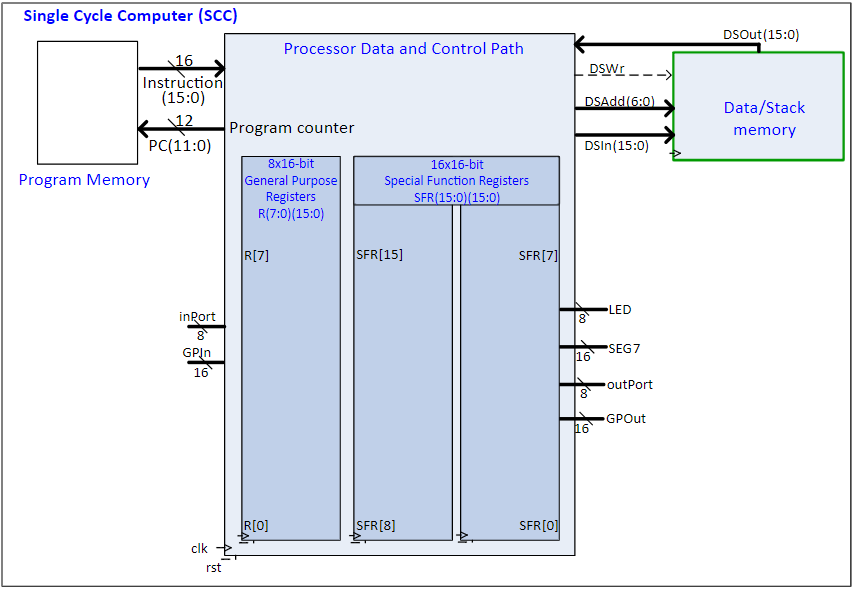 Single Cycle Computer (SCC)
Processor Data and Control Path
DSOut(15:0)
16
Instruction
(15:0)
12
PC(11:0)
Program counter
Program Memory
DSWr
DSAdd(6:0)
DSIn(15:0)
Data/Stack
memory
8x16-bit
General Purpose
Registers
R(7:0)(15:0)
16x16-bit
Special Function Registers
SFR(15:0)(15:0)
R[7]
SFR[15]
SFR[7]
inPort
8
GPIn
16
LED
8
SEG7
16
outPort
8
GPOut
16
R[0]
SFR[8]
SFR[0]
clk
rst